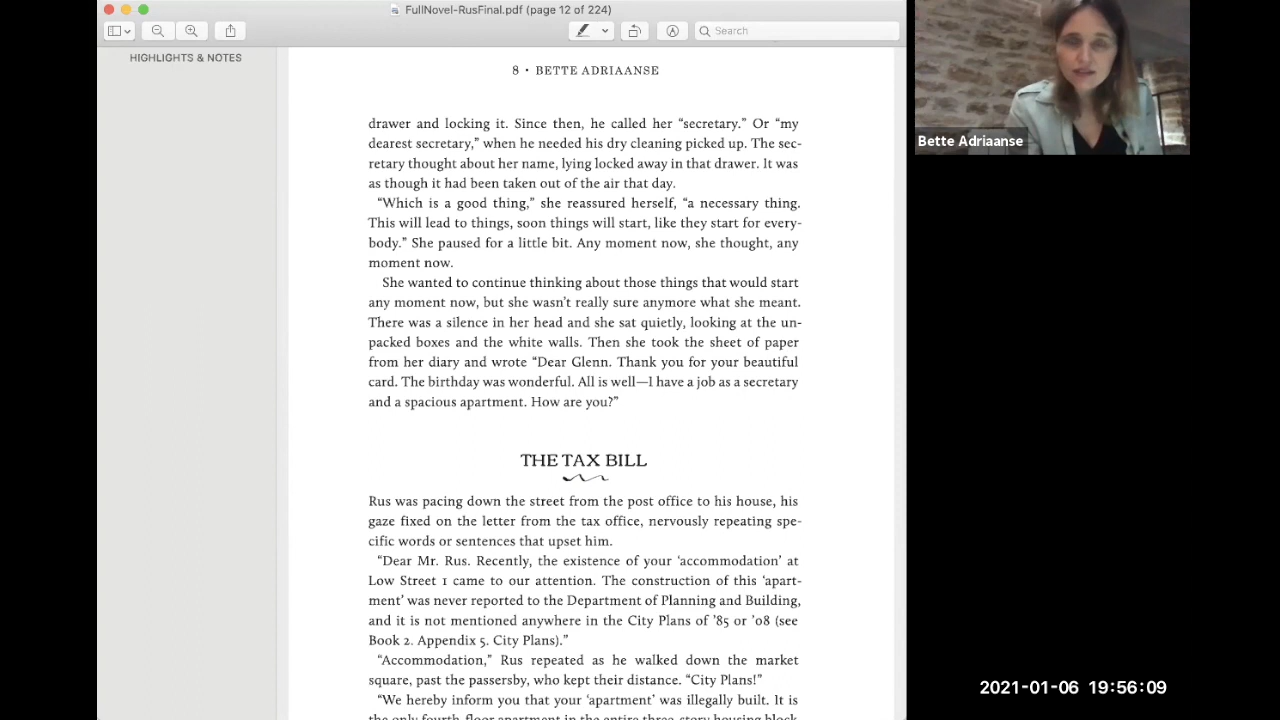 FullNovel-RusFinal.pdf (page 12 of 224)
Search
HIGHLIGHTS & NOTES
8 • BETTE ADRIAANSE
drawer and locking it. Since then, he called her “secretary.” Or “my
dearest secretary,” when he needed his dry cleaning picked up. The sec-
retary thought about her name, lying locked away in that drawer. It was
as though it had been taken out of the air that day.
“Which is a good thing,” she reassured herself, “a necessary thing.
This will lead to things, soon things will start, like they start for every-
body.” She paused for a little bit. Any moment now, she thought, any
moment now.
She wanted to continue thinking about those things that would start
any moment now, but she wasn’t really sure anymore what she meant.
There was a silence in her head and she sat quietly, looking at the un-
packed boxes and the white walls. Then she took the sheet of paper
from her diary and wrote “Dear Glenn. Thank you for your beautiful
card. The birthday was wonderful. All is well—I have a job as a secretary
and a spacious apartment. How are you?”
THE TAX BILL
Rus was pacing down the street from the post office to his house, his
gaze fixed on the letter from the tax office, nervously repeating spe-
cific words or sentences that upset him.
“Dear Mr. Rus. Recently, the existence of your ‘accommodation’ at
Low Street 1 came to our attention. The construction of this ‘apart-
ment’ was never reported to the Department of Planning and Building,
and it is not mentioned anywhere in the City Plans of ’85 or ’08 (see
Book 2. Appendix 5. City Plans).”
“Accommodation,” Rus repeated as he walked down the market
square, past the passersby, who kept their distance. “City Plans!”
“We hereby inform you that your ‘apartment’ was illegally built. It is
the only fourth-floor apartment in the entire three-story housing block
Bette Adriaanse
2021-01-06 19:56:09